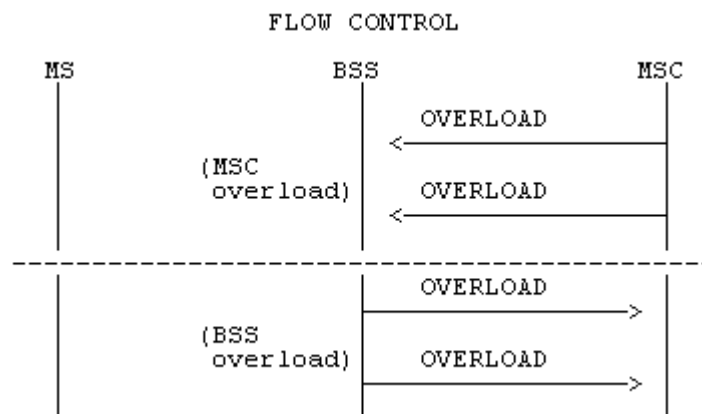 FLOW CONTROL
MS BSS MSC
OVERLOAD
(MSC
overload)
OVERLOAD
OVERLOAD
(BSS
overload)
OVERLOAD